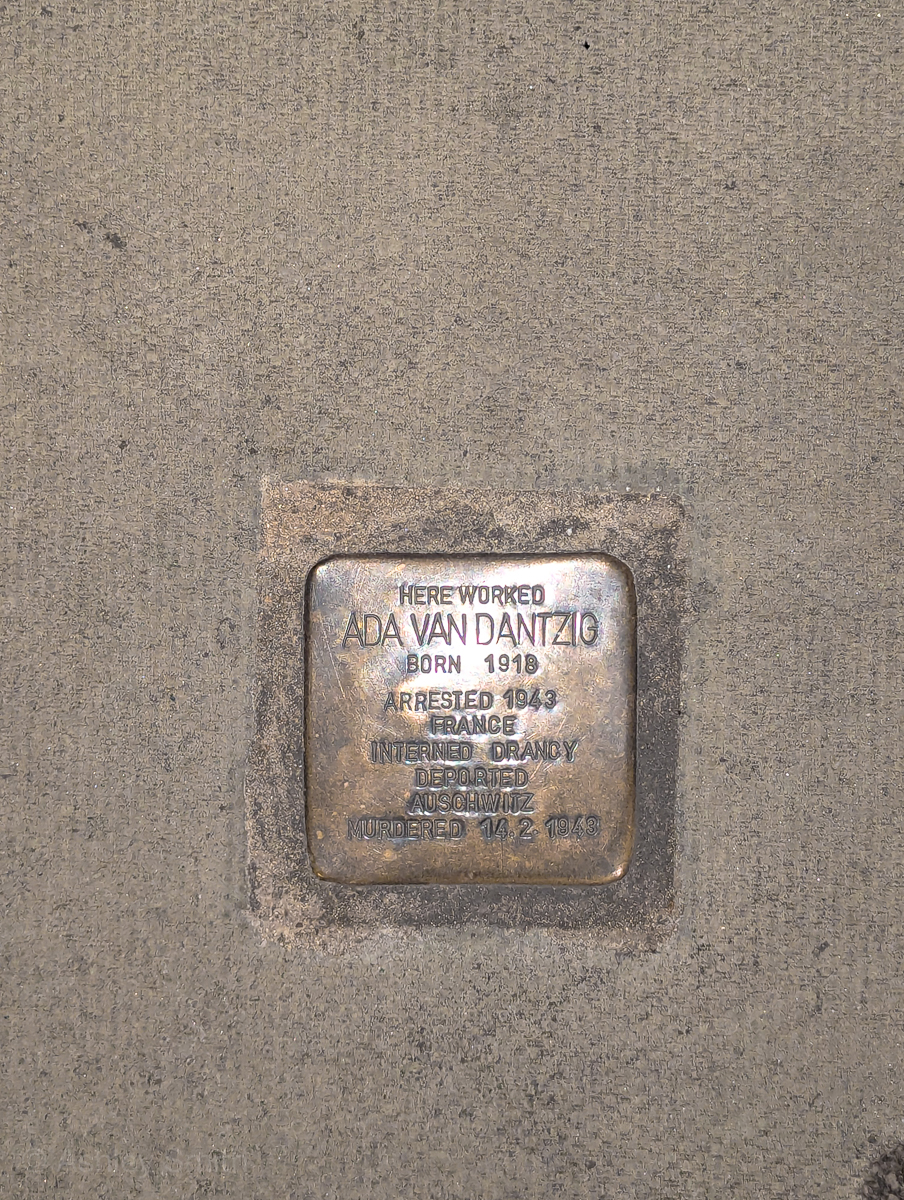 HERE WORKED
ADA VAN DANTZIG
BORN 1918
ARRESTED 1943
FRANCE
INTERNED DRANCY
DEPORTED
AUSCHWITZ
MURDERED 14.2.1943